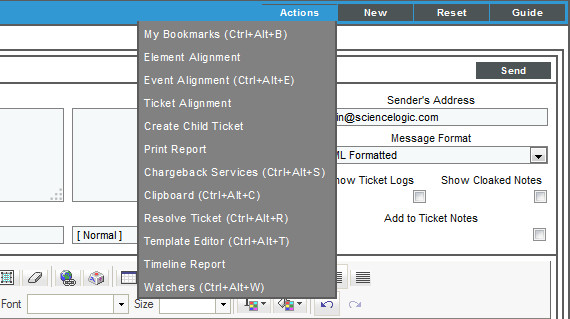 Actions New Reset Guide
My Bookmarks (Ctrl+Alt+B)
Element Alignment
Event Alignment (Ctrl+Alt+E)
Ticket Alignment
Create Child Ticket
Print Report
Chargeback Services (Ctrl+Alt+S)
Clipboard (Ctrl+Alt+C)
Resolve Ticket (Ctrl+Alt+R)
Template Editor (Ctrl+Alt+T)
Timeline Report
Watchers (Ctrl+Alt+W)
Send
Sender's Address
in@sciencelogic.com
Message Format
ML Formatted
how Ticket Logs Show Cloaked Notes
Add to Ticket Notes
[ Normal ]
Font Size